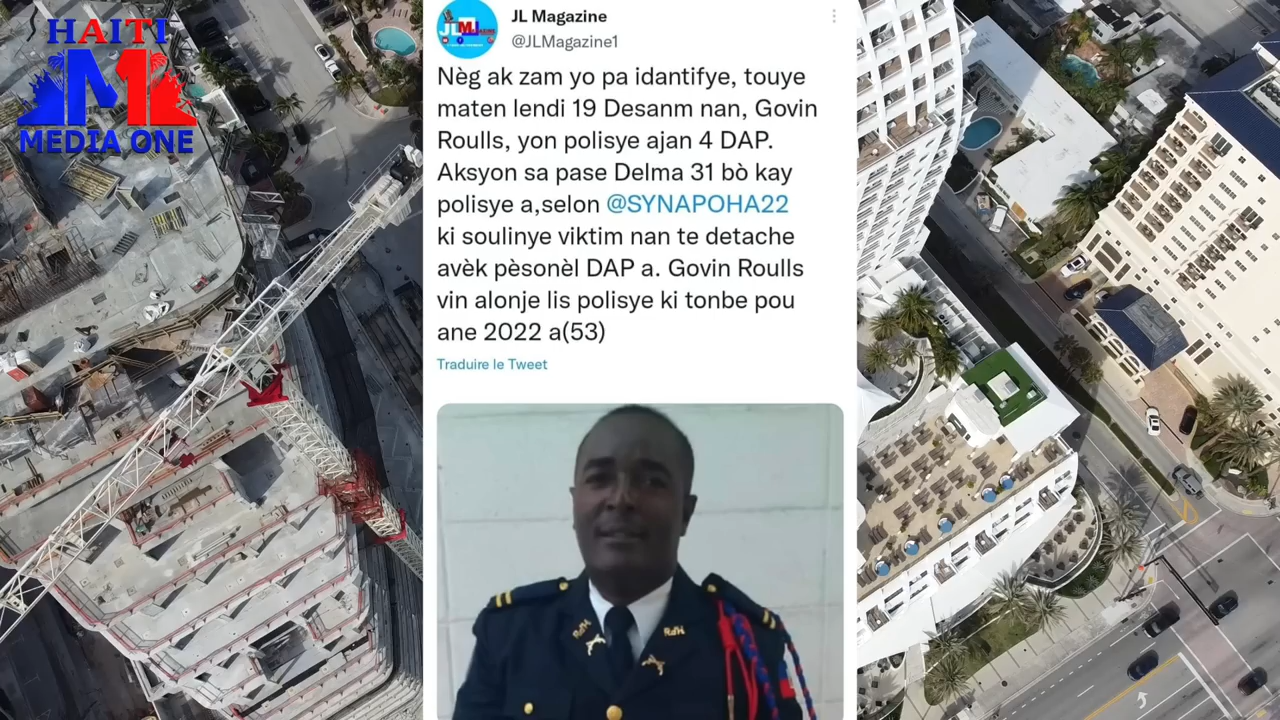 HAITI
M1
MEDIA ONE
JL Magazine
@JLMagazine1
Nèg ak zam yo pa idantifye, touye
maten lendi 19 Desanm nan, Govin
Roulls, yon polisye ajan 4 DAP.
Aksyon sa pase Delma 31 bò kay
polisye a,selon @SYNAPOHA22
ki soulinye viktim nan te detache
avèk pèsonèl DAP a. Govin Roulls
vin alonje lis polisye ki tonbe pou
ane 2022 a(53)
Traduire le Tweet
RdH RdH